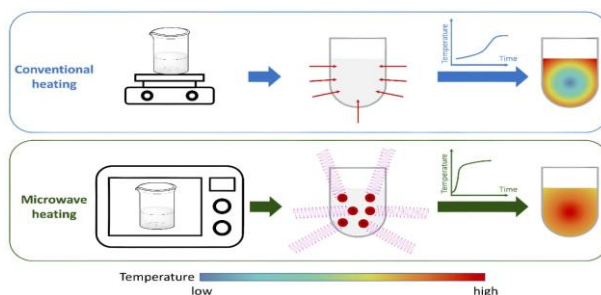 Conventional
heating
Temperature
Time
Microwave
heating
Temperature
Time
Temperature
low
high